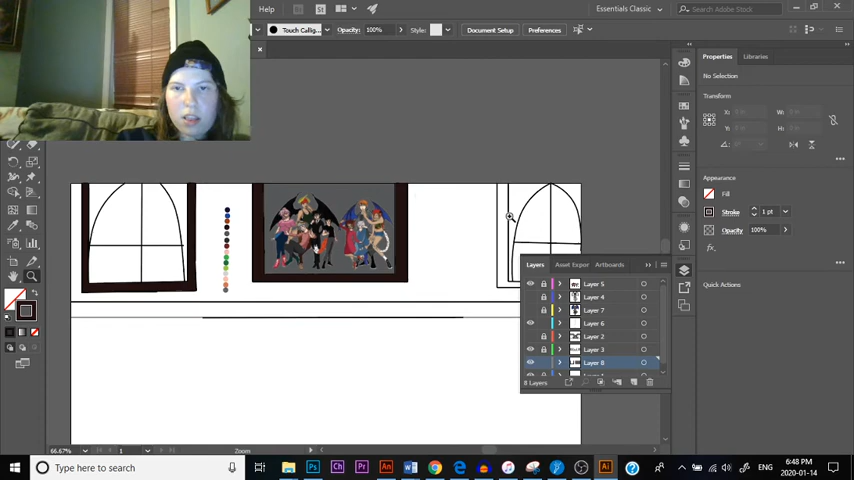 Help
Essentials Classic
Search Adobe Stock
Touch Callig...
Opacity: 100%
Style:
Document Setup
Preferences
Properties
Libraries
No Selection
Transform
Appearance
Fill
Stroke
1 pt
Opacity
100%
fx.
Quick Actions
Layers
Asset Expor
Artboards
Layer 5
Layer 4
Layer 7
Layer 6
Layer 2
Layer 3
Layer 8
8 Layers
66.67%
1
Zoom
Type here to search
ENG
6:48 PM
2020-01-14